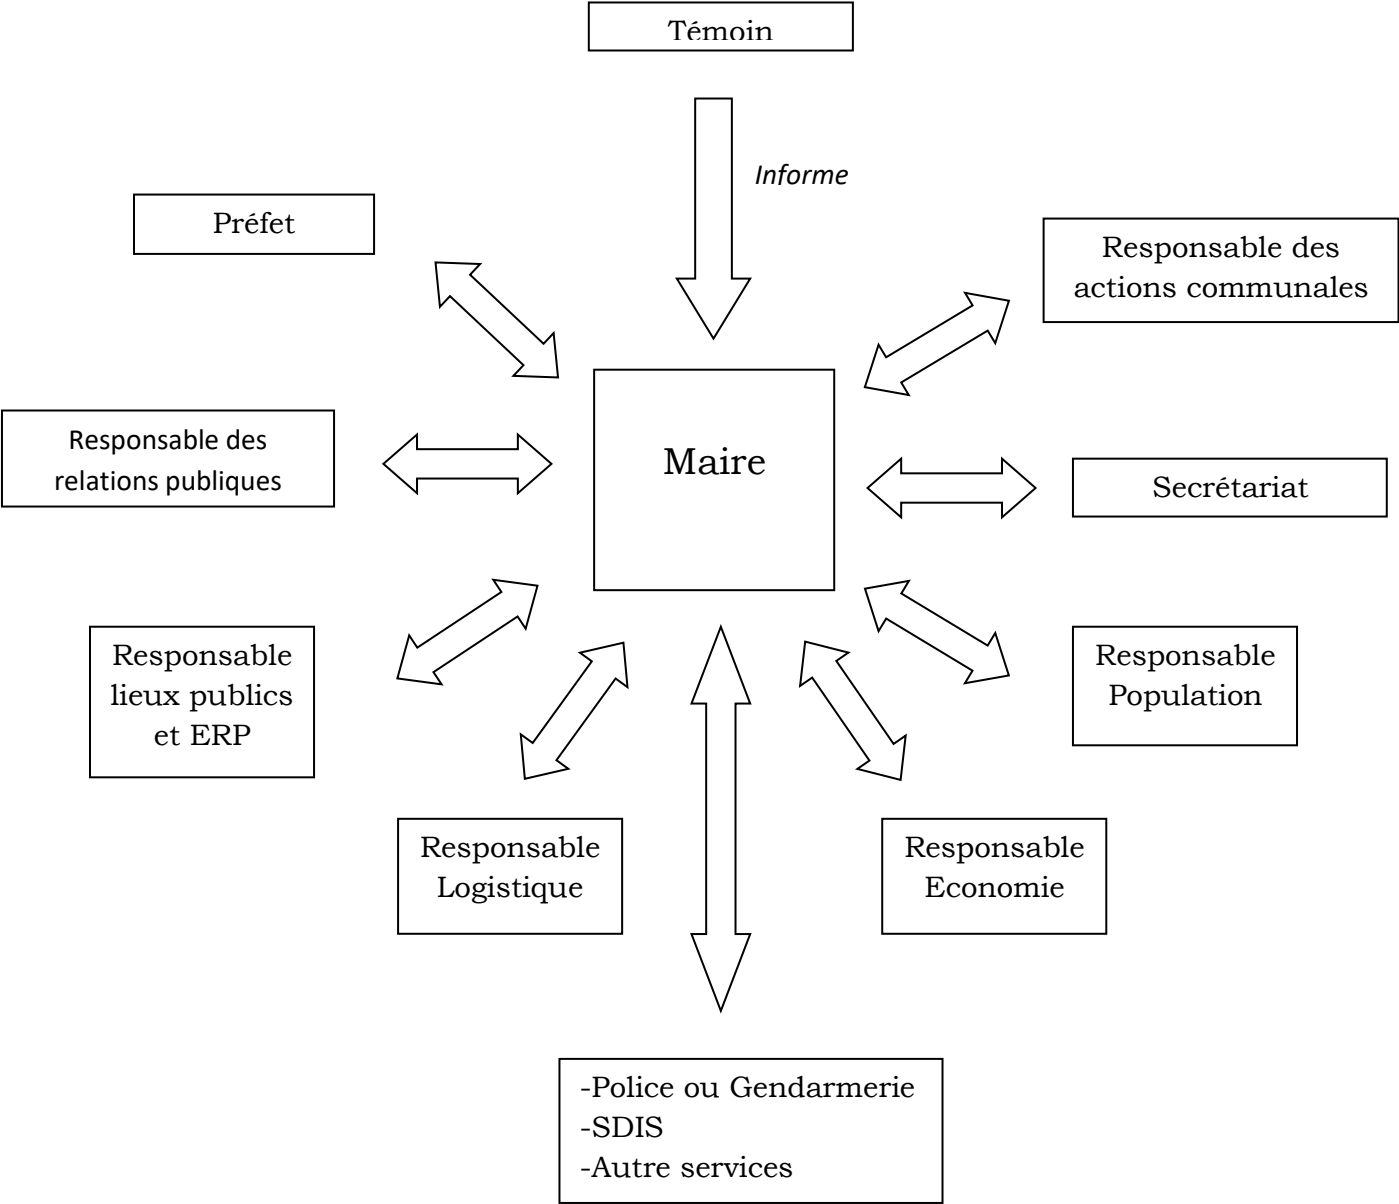 Témoin
Informe
Préfet
Responsable des
actions communales
Responsable des
relations publiques
Maire
Secrétariat
Responsable
lieux publics
et ERP
Responsable
Population
Responsable
Logistique
Responsable
Economie
-Police ou Gendarmerie
-SDIS
-Autre services